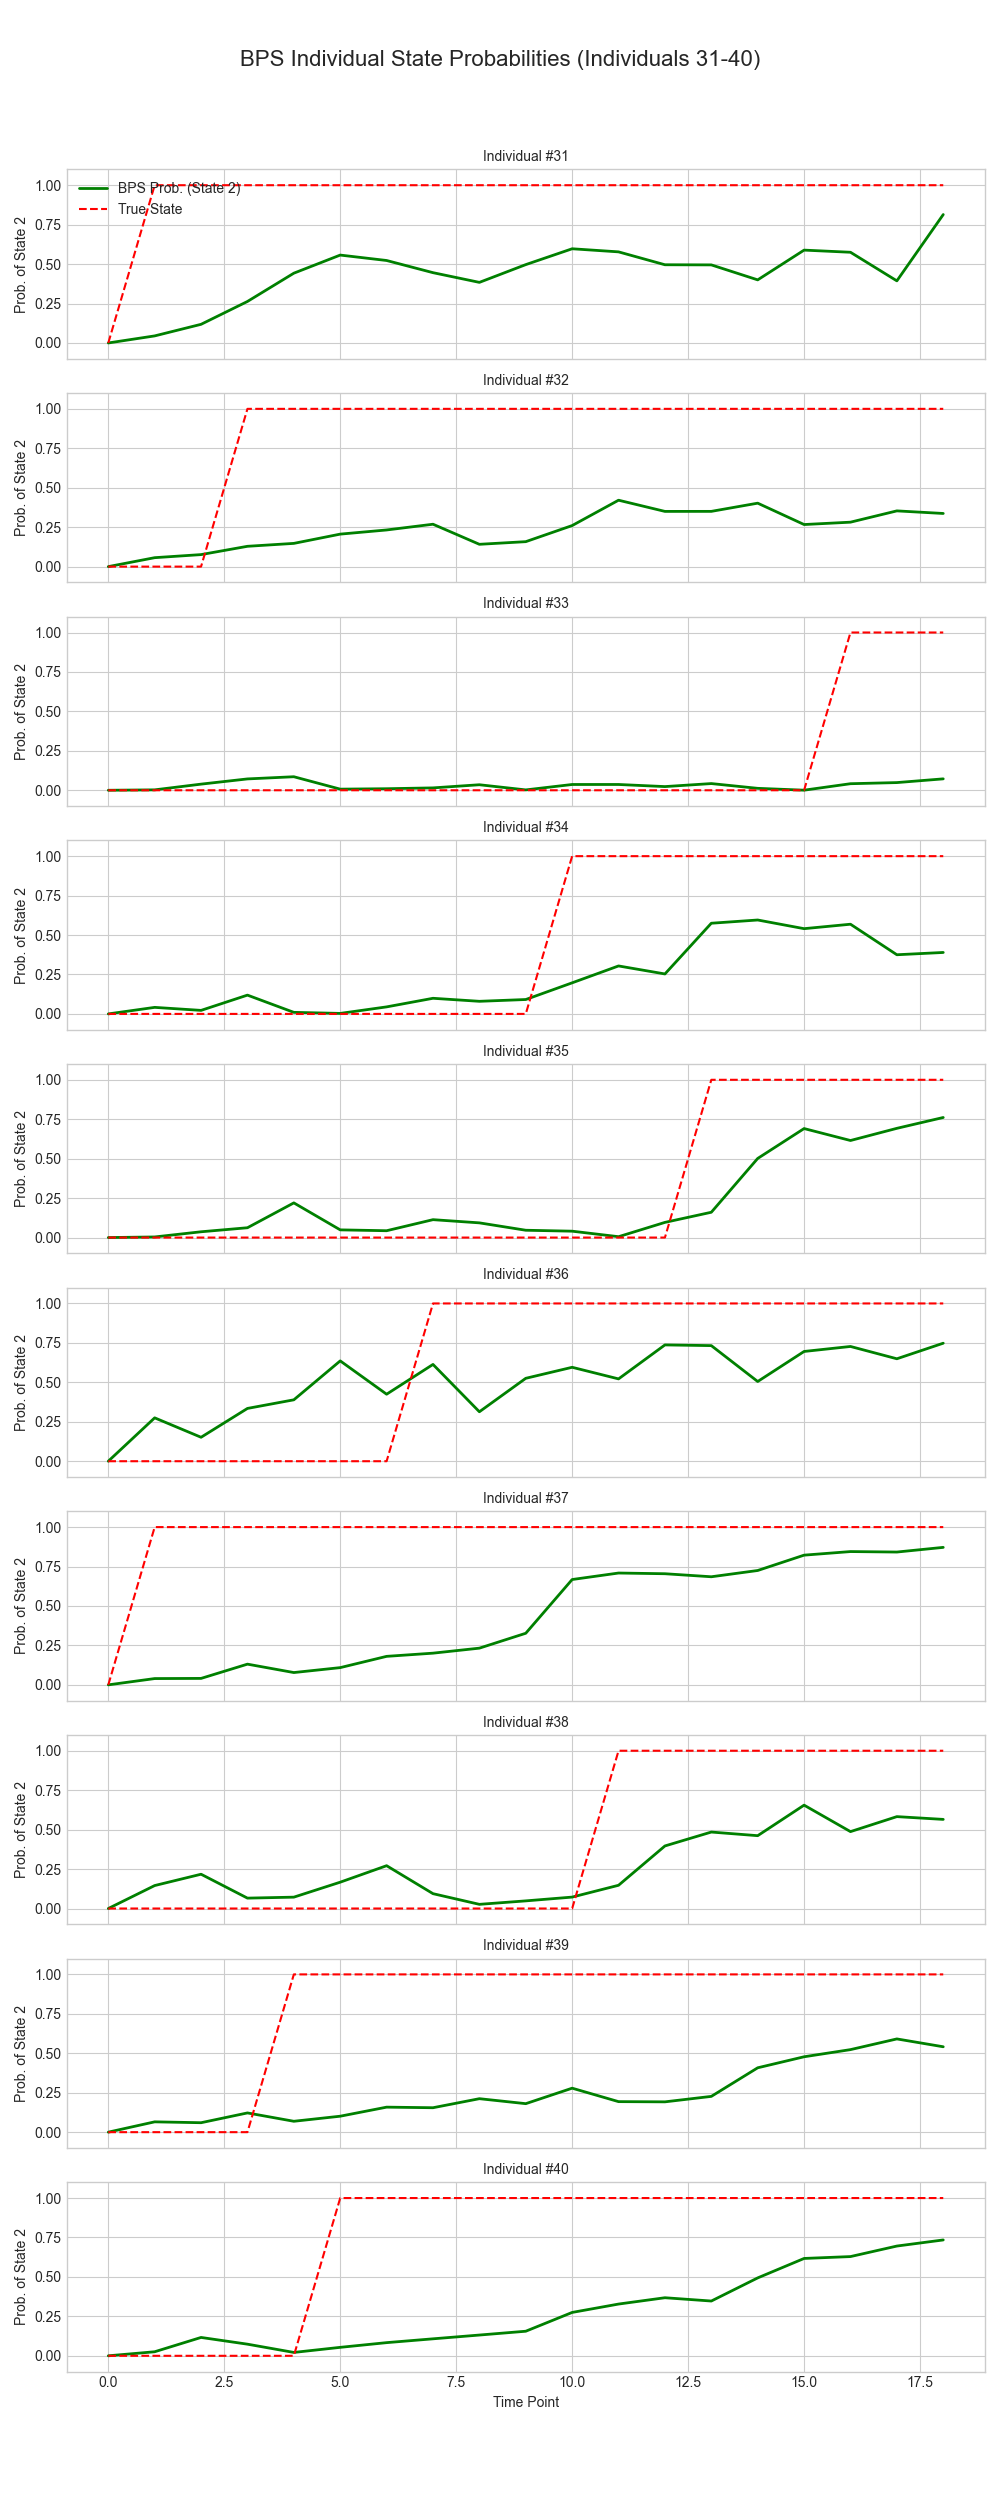 BPS Individual State Probabilities (Individuals 31-40)
Individual #31
BPS Prob. (State 2)
True State
Prob. of State 2
1.00
0.75
0.50
0.25
0.00
Individual #32
Prob. of State 2
1.00
0.75
0.50
0.25
0.00
Individual #33
Prob. of State 2
1.00
0.75
0.50
0.25
0.00
Individual #34
Prob. of State 2
1.00
0.75
0.50
0.25
0.00
Individual #35
Prob. of State 2
1.00
0.75
0.50
0.25
0.00
Individual #36
Prob. of State 2
1.00
0.75
0.50
0.25
0.00
Individual #37
Prob. of State 2
1.00
0.75
0.50
0.25
0.00
Individual #38
Prob. of State 2
1.00
0.75
0.50
0.25
0.00
Individual #39
Prob. of State 2
1.00
0.75
0.50
0.25
0.00
Individual #40
Prob. of State 2
1.00
0.75
0.50
0.25
0.00
0.0 2.5 5.0 7.5 10.0 12.5 15.0 17.5
Time Point